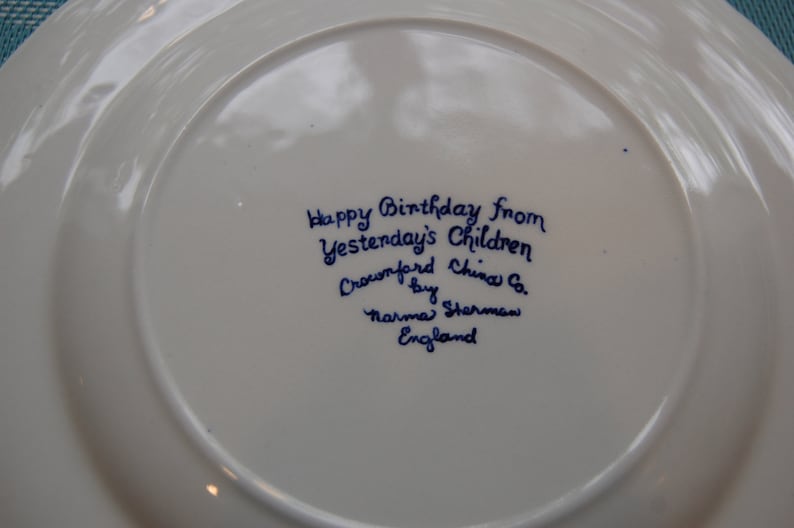 Happy Birthday from
Yesterday's Children
Crownford China Co.
by
Norma Sherman
England